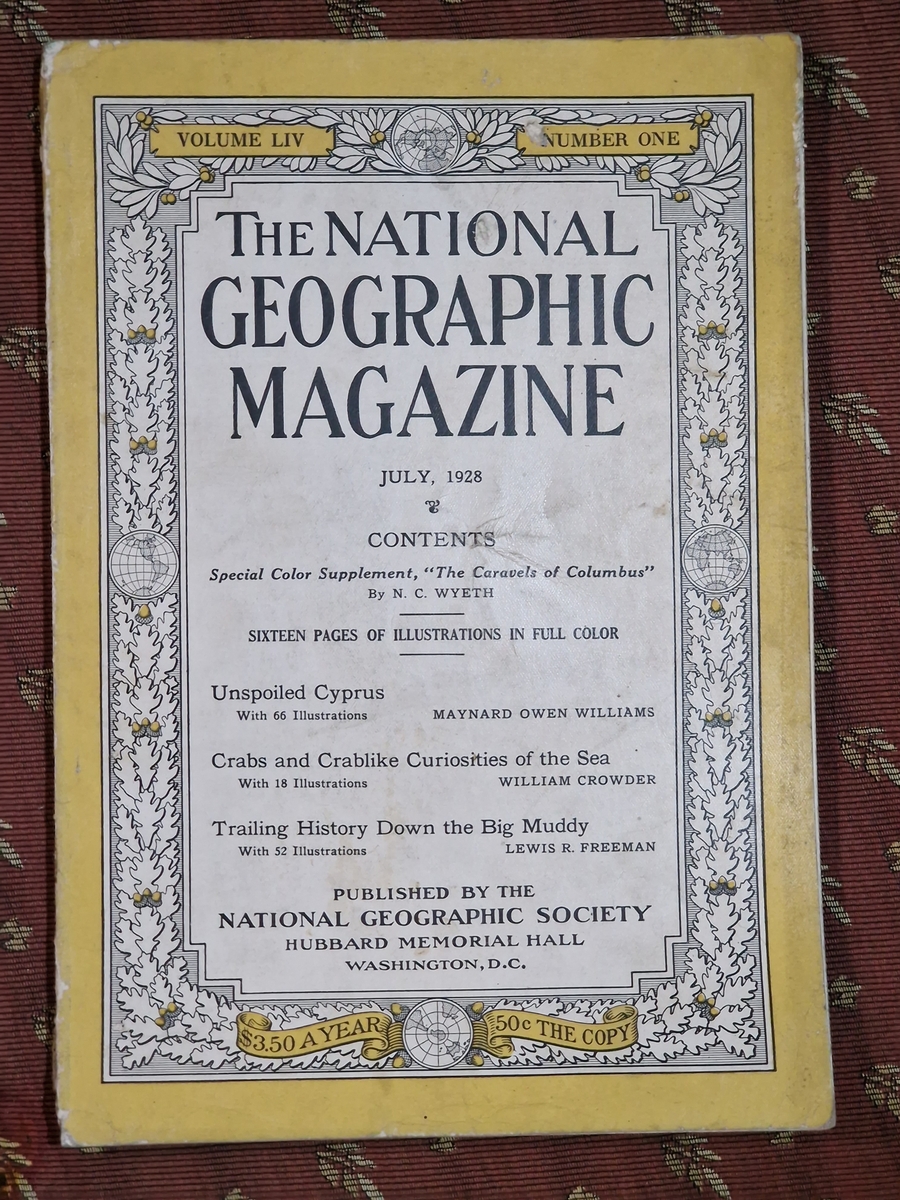 VOLUME LIV
NUMBER ONE
THE NATIONAL
GEOGRAPHIC
MAGAZINE
JULY, 1928
CONTENTS
Special Color Supplement, “The Caravels of Columbus”
By N. C. WYETH
SIXTEEN PAGES OF ILLUSTRATIONS IN FULL COLOR
Unspoiled Cyprus
With 66 Illustrations MAYNARD OWEN WILLIAMS
Crabs and Crablike Curiosities of the Sea
With 18 Illustrations WILLIAM CROWDER
Trailing History Down the Big Muddy
With 52 Illustrations LEWIS R. FREEMAN
PUBLISHED BY THE
NATIONAL GEOGRAPHIC SOCIETY
HUBBARD MEMORIAL HALL
WASHINGTON, D.C.
$3.50 A YEAR
50c THE COPY